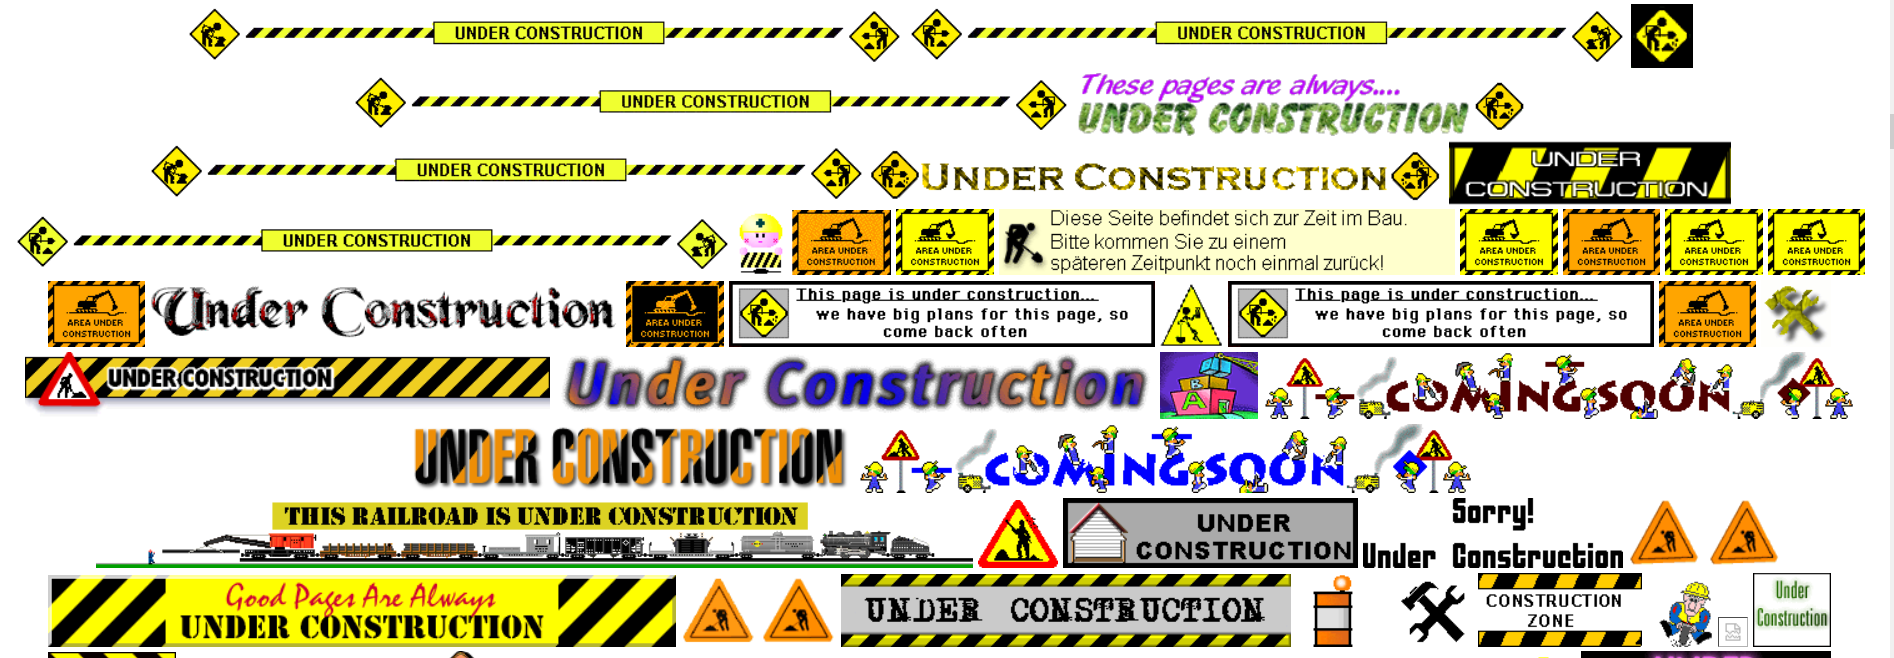 UNDER CONSTRUCTION
UNDER CONSTRUCTION
UNDER CONSTRUCTION
These pages are always....
UNDER CONSTRUCTION
UNDER CONSTRUCTION
UNDER CONSTRUCTION
UNDER
CONSTRUCTION
UNDER CONSTRUCTION
AREA UNDER
CONSTRUCTION
AREA UNDER
CONSTRUCTION
Diese Seite befindet sich zur Zeit im Bau.
Bitte kommen Sie zu einem
späteren Zeitpunkt noch einmal zurück!
AREA UNDER
CONSTRUCTION
AREA UNDER
CONSTRUCTION
AREA UNDER
CONSTRUCTION
AREA UNDER
CONSTRUCTION
AREA UNDER
CONSTRUCTION
Under Construction
AREA UNDER
CONSTRUCTION
This page is under construction...
we have big plans for this page, so
come back often
This page is under construction...
we have big plans for this page, so
come back often
AREA UNDER
CONSTRUCTION
UNDER CONSTRUCTION
Under Construction
B
A
COMING SOON
UNDER CONSTRUCTION
COMING SOON
THIS RAILROAD IS UNDER CONSTRUCTION
UNDER
CONSTRUCTION
Sorry!
Under Construction
Good Pages Are Always
UNDER CONSTRUCTION
UNDER CONSTRUCTION
CONSTRUCTION
ZONE
Under
Construction